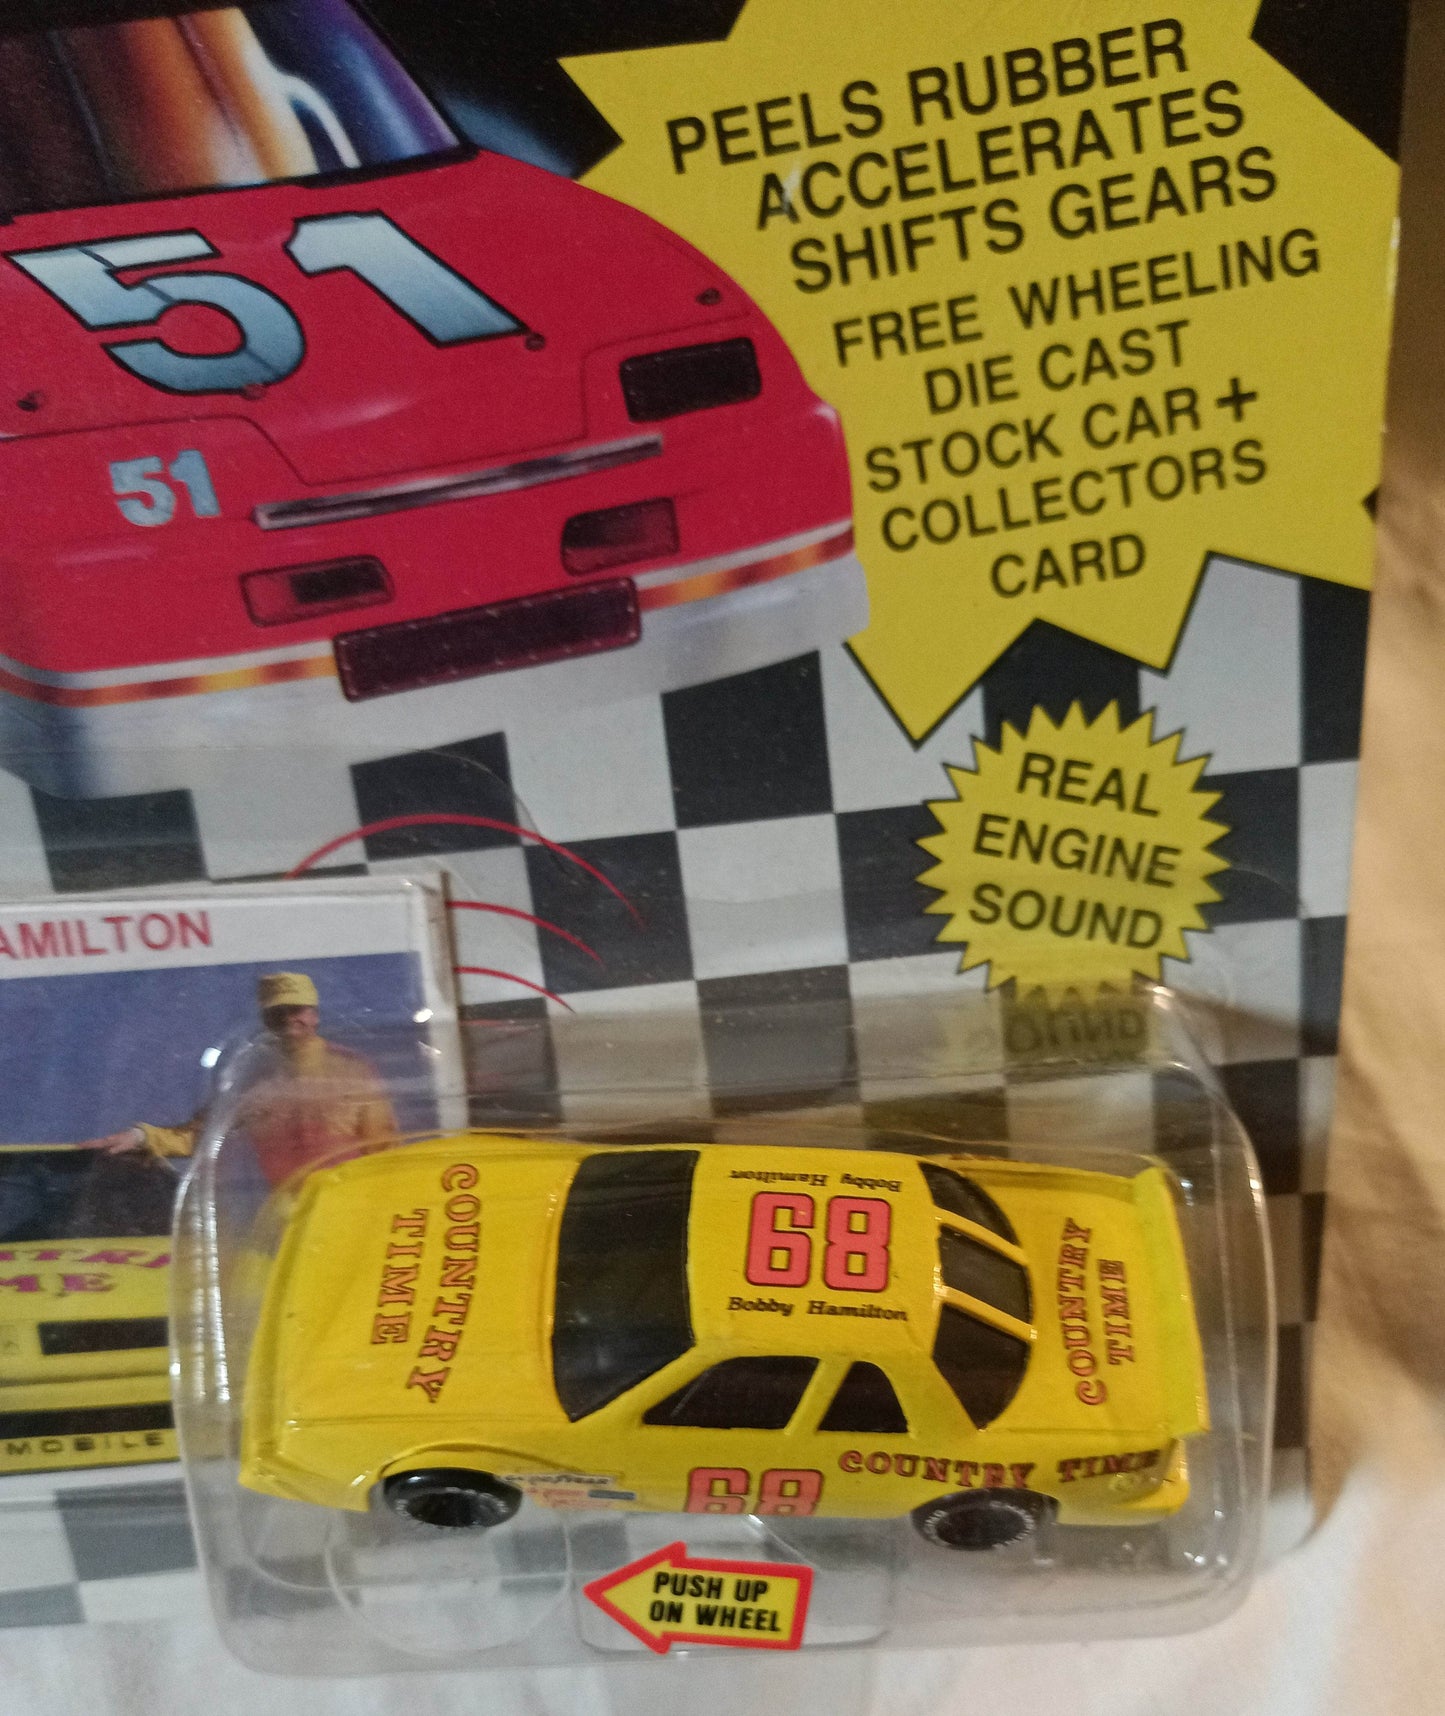 PEELS RUBBER
ACCELERATES
SHIFTS GEARS
FREE WHEELING
DIE CAST
STOCK CAR +
COLLECTORS
CARD
51
51
REAL
ENGINE
SOUND
AMILTON
MOBILE
COUNTRY
TIME
Bobby Hamilton
68
Bobby Hamilton
COUNTRY
TIME
68
COUNTRY TIME
PUSH UP
ON WHEEL